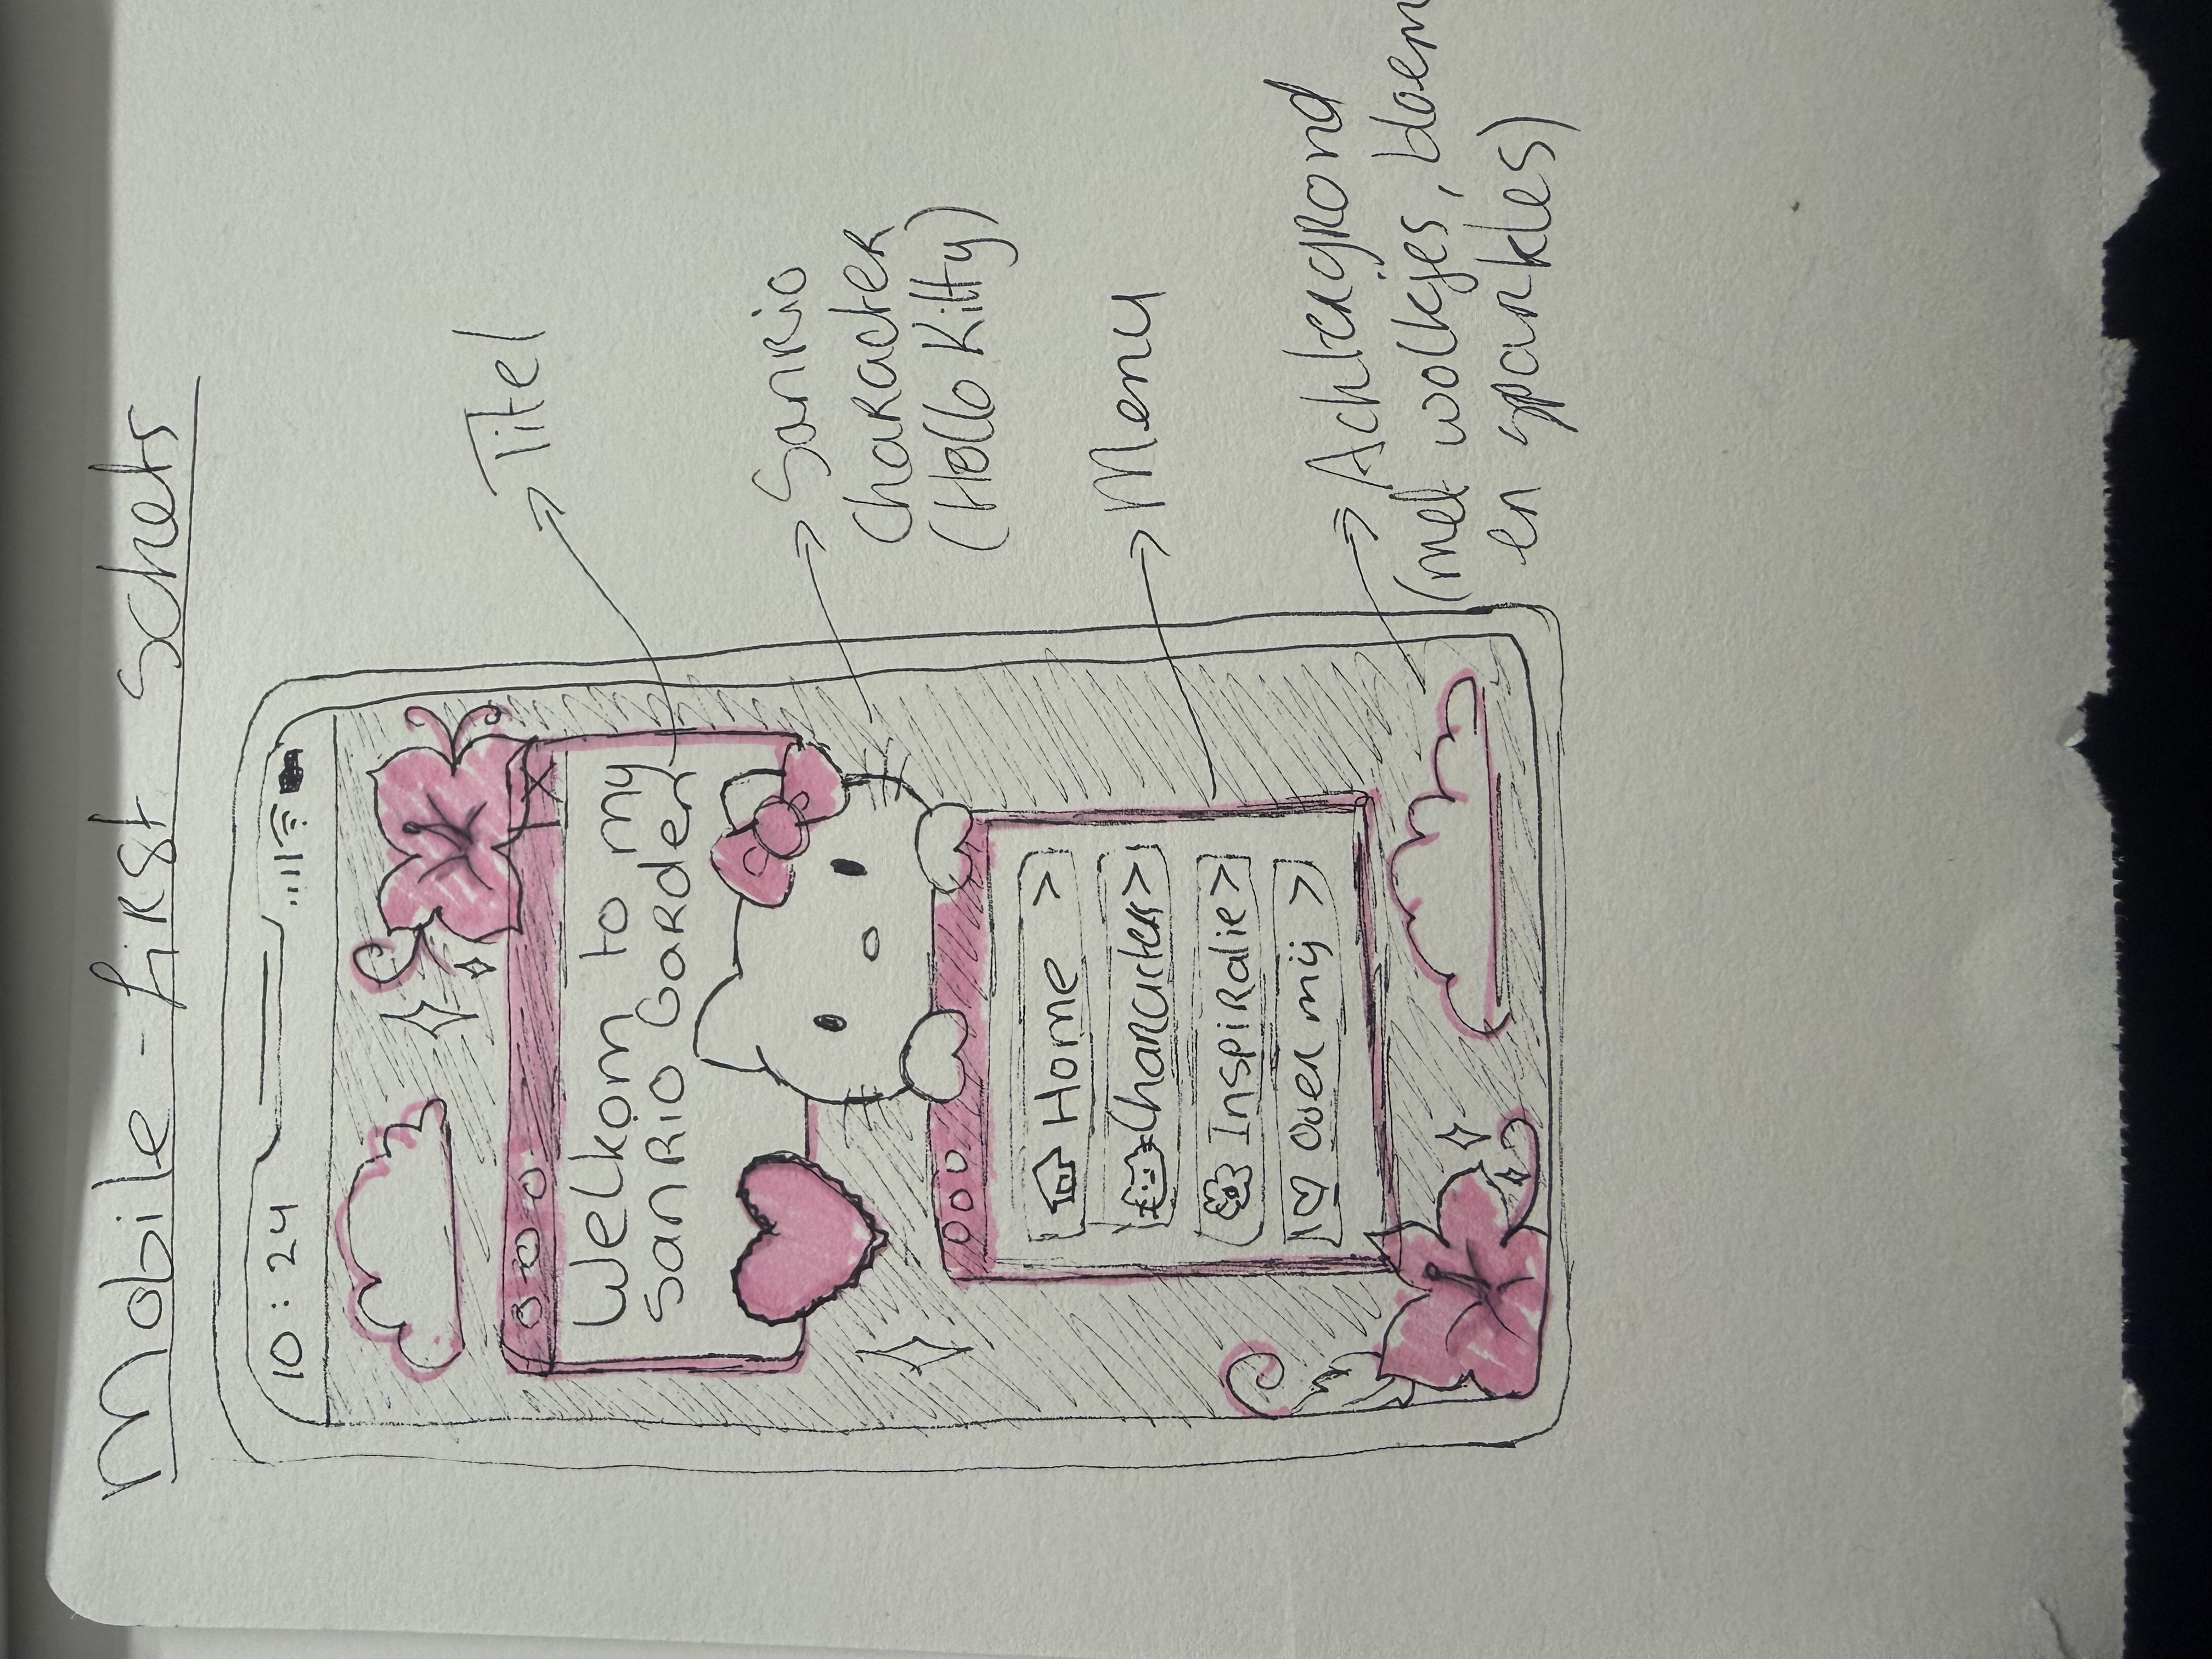 Mobile-first schets
10:24
X
Welkom to my
Sanrio Garden
Home >
Characters >
Inspiratie >
Over mij >
Titel
Sanrio
Character
(Hello Kitty)
Menu
Achtergrond
(met wolkjes, bloem
en sparkles)